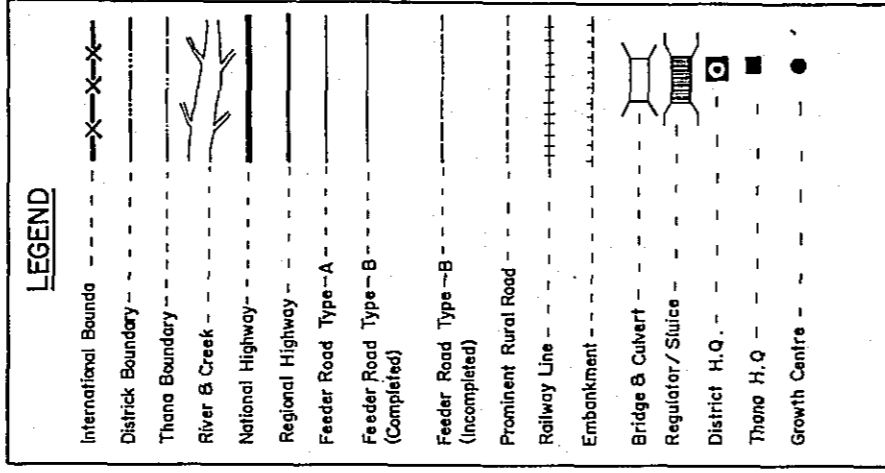 LEGEND
International Bounda
Districk Boundary
Thana Boundary
River & Creek
National Highway
Regional Highway
Feeder Road Type-A
Feeder Road Type-B
(Completed)
Feeder Road Type-B
(Incompleted)
Prominent Rural Road
Railway Line
Embankment
Bridge & Culvert
Regulator/Sluice
District H.Q.
Thana H.Q
Growth Centre